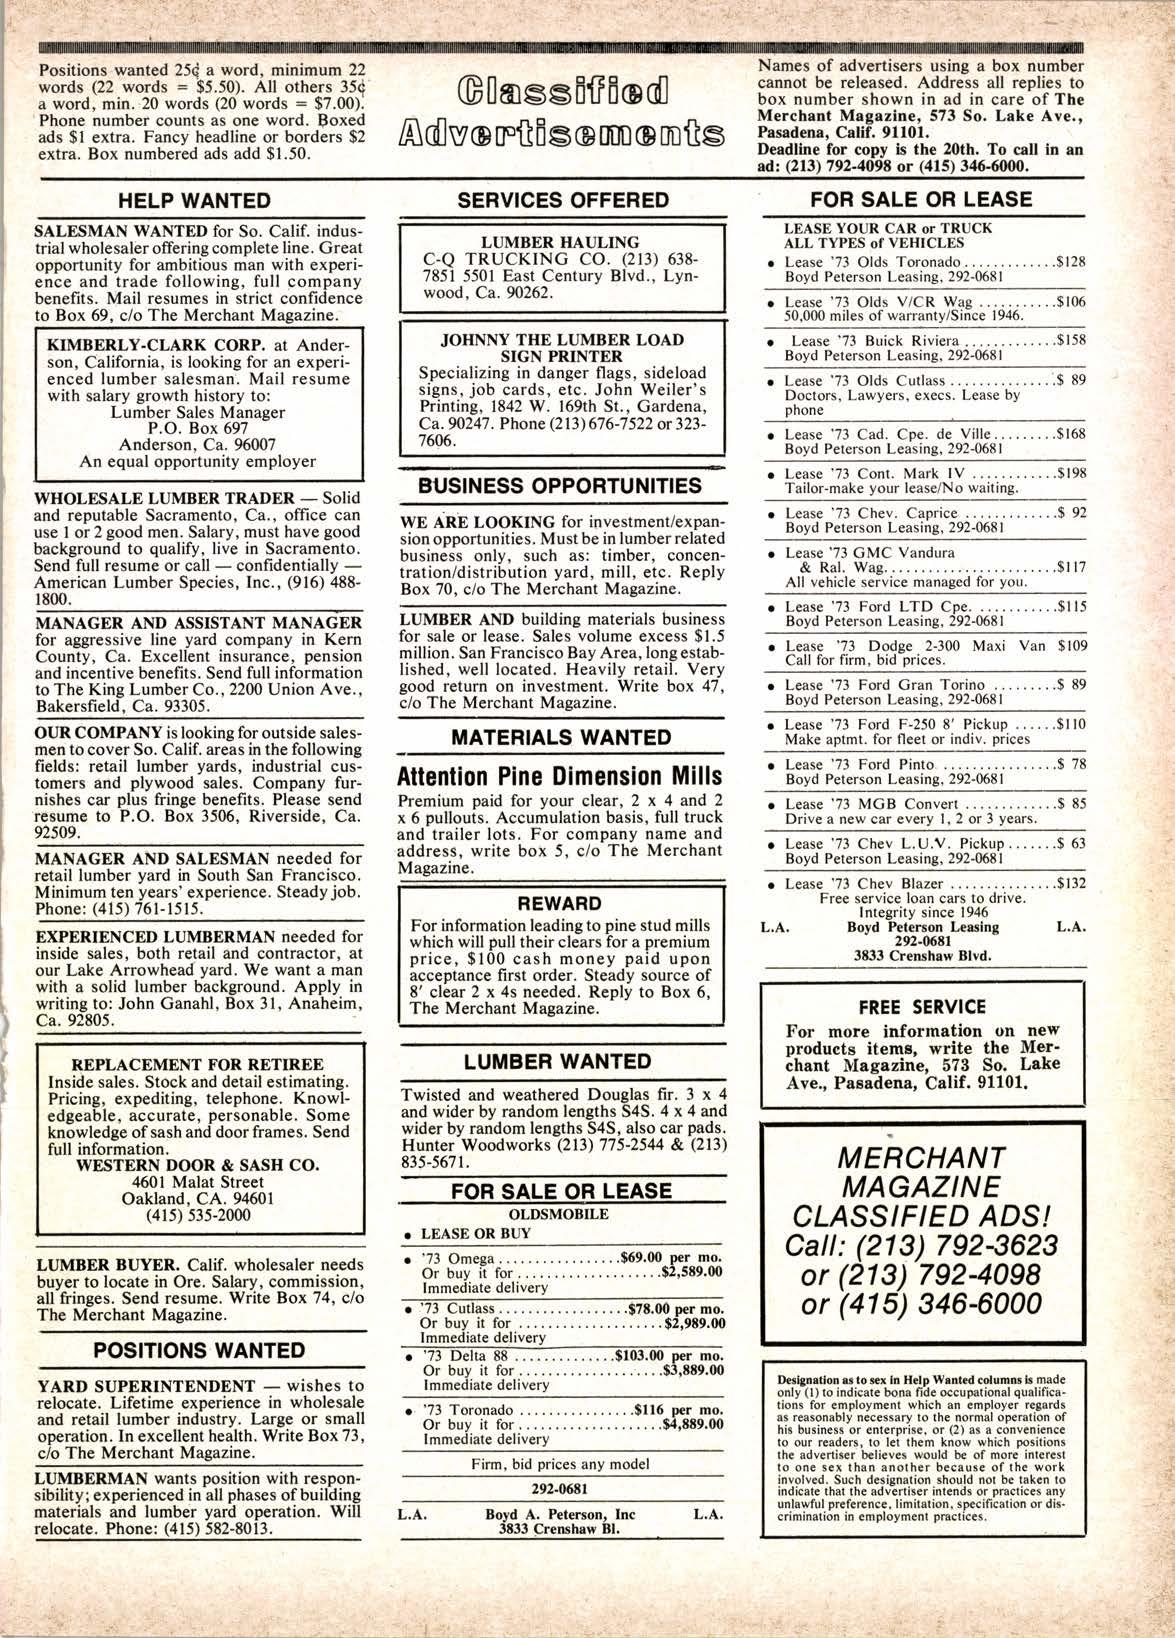 Positions wanted 25¢ a word, minimum 22
words (22 words = $5.50). All others 35¢
a word, min. 20 words (20 words = $7.00).
Phone number counts as one word. Boxed
ads $1 extra. Fancy headline or borders $2
extra. Box numbered ads add $1.50.
Classified
Advertisements
Names of advertisers using a box number
cannot be released. Address all replies to
box number shown in ad in care of The
Merchant Magazine, 573 So. Lake Ave.,
Pasadena, Calif. 91101.
Deadline for copy is the 20th. To call in an
ad: (213) 792-4098 or (415) 346-6000.
HELP WANTED
SALESMAN WANTED for So. Calif. indus-
trial wholesaler offering complete line. Great
opportunity for ambitious man with experi-
ence and trade following, full company
benefits. Mail resumes in strict confidence
to Box 69, c/o The Merchant Magazine.
KIMBERLY-CLARK CORP. at Ander-
son, California, is looking for an experi-
enced lumber salesman. Mail resume
with salary growth history to:
Lumber Sales Manager
P.O. Box 697
Anderson, Ca. 96007
An equal opportunity employer
WHOLESALE LUMBER TRADER — Solid
and reputable Sacramento, Ca., office can
use 1 or 2 good men. Salary, must have good
background to qualify, live in Sacramento.
Send full resume or call — confidentially —
American Lumber Species, Inc., (916) 488-
1800.
MANAGER AND ASSISTANT MANAGER
for aggressive line yard company in Kern
County, Ca. Excellent insurance, pension
and incentive benefits. Send full information
to The King Lumber Co., 2200 Union Ave.,
Bakersfield, Ca. 93305.
OUR COMPANY is looking for outside sales-
men to cover So. Calif. areas in the following
fields: retail lumber yards, industrial cus-
tomers and plywood sales. Company fur-
nishes car plus fringe benefits. Please send
resume to P.O. Box 3506, Riverside, Ca.
92509.
MANAGER AND SALESMAN needed for
retail lumber yard in South San Francisco.
Minimum ten years' experience. Steady job.
Phone: (415) 761-1515.
EXPERIENCED LUMBERMAN needed for
inside sales, both retail and contractor, at
our Lake Arrowhead yard. We want a man
with a solid lumber background. Apply in
writing to: John Ganahl, Box 31, Anaheim,
Ca. 92805.
REPLACEMENT FOR RETIREE
Inside sales. Stock and detail estimating.
Pricing, expediting, telephone. Knowl-
edgeable, accurate, personable. Some
knowledge of sash and door frames. Send
full information.
WESTERN DOOR & SASH CO.
4601 Malat Street
Oakland, CA. 94601
(415) 535-2000
LUMBER BUYER. Calif. wholesaler needs
buyer to locate in Ore. Salary, commission,
all fringes. Send resume. Write Box 74, c/o
The Merchant Magazine.
POSITIONS WANTED
YARD SUPERINTENDENT — wishes to
relocate. Lifetime experience in wholesale
and retail lumber industry. Large or small
operation. In excellent health. Write Box 73,
c/o The Merchant Magazine.
LUMBERMAN wants position with respon-
sibility; experienced in all phases of building
materials and lumber yard operation. Will
relocate. Phone: (415) 582-8013.
SERVICES OFFERED
LUMBER HAULING
C-Q TRUCKING CO. (213) 638-
7851 5501 East Century Blvd., Lyn-
wood, Ca. 90262.
JOHNNY THE LUMBER LOAD
SIGN PRINTER
Specializing in danger flags, sideload
signs, job cards, etc. John Weiler's
Printing, 1842 W. 169th St., Gardena,
Ca. 90247. Phone (213) 676-7522 or 323-
7606.
BUSINESS OPPORTUNITIES
WE ARE LOOKING for investment/expan-
sion opportunities. Must be in lumber related
business only, such as: timber, concen-
tration/distribution yard, mill, etc. Reply
Box 70, c/o The Merchant Magazine.
LUMBER AND building materials business
for sale or lease. Sales volume excess $1.5
million. San Francisco Bay Area, long estab-
lished, well located. Heavily retail. Very
good return on investment. Write box 47,
c/o The Merchant Magazine.
MATERIALS WANTED
Attention Pine Dimension Mills
Premium paid for your clear, 2 x 4 and 2
x 6 pullouts. Accumulation basis, full truck
and trailer lots. For company name and
address, write box 5, c/o The Merchant
Magazine.
REWARD
For information leading to pine stud mills
which will pull their clears for a premium
price, $100 cash money paid upon
acceptance first order. Steady source of
8' clear 2 x 4s needed. Reply to Box 6,
The Merchant Magazine.
LUMBER WANTED
Twisted and weathered Douglas fir. 3 x 4
and wider by random lengths S4S. 4 x 4 and
wider by random lengths S4S, also car pads.
Hunter Woodworks (213) 775-2544 & (213)
835-5671.
FOR SALE OR LEASE
OLDSMOBILE
• LEASE OR BUY
• '73 Omega.................$69.00 per mo.
Or buy it for....................$2,589.00
Immediate delivery
• '73 Cutlass..................$78.00 per mo.
Or buy it for ....................$2,989.00
Immediate delivery
• '73 Delta 88 ..............$103.00 per mo.
Or buy it for....................$3,889.00
Immediate delivery
• '73 Toronado ................$116 per mo.
Or buy it for....................$4,889.00
Immediate delivery
Firm, bid prices any model
292-0681
L.A. Boyd A. Peterson, Inc L.A.
3833 Crenshaw Bl.
FOR SALE OR LEASE
LEASE YOUR CAR or TRUCK
ALL TYPES of VEHICLES
• Lease '73 Olds Toronado.............$128
Boyd Peterson Leasing, 292-0681
• Lease '73 Olds V/CR Wag ...........$106
50,000 miles of warranty/Since 1946.
• Lease '73 Buick Riviera .............$158
Boyd Peterson Leasing, 292-0681
• Lease '73 Olds Cutlass...............$ 89
Doctors, Lawyers, execs. Lease by
phone
• Lease '73 Cad. Cpe. de Ville.........$168
Boyd Peterson Leasing, 292-0681
• Lease '73 Cont. Mark IV ............$198
Tailor-make your lease/No waiting.
• Lease '73 Chev. Caprice .............$ 92
Boyd Peterson Leasing, 292-0681
• Lease '73 GMC Vandura
& Ral. Wag.......................$117
All vehicle service managed for you.
• Lease '73 Ford LTD Cpe. ............$115
Boyd Peterson Leasing, 292-0681
• Lease '73 Dodge 2-300 Maxi Van $109
Call for firm, bid prices.
• Lease '73 Ford Gran Torino .........$ 89
Boyd Peterson Leasing, 292-0681
• Lease '73 Ford F-250 8' Pickup ......$110
Make aptmt. for fleet or indiv. prices
• Lease '73 Ford Pinto ................$ 78
Boyd Peterson Leasing, 292-0681
• Lease '73 MGB Convert .............$ 85
Drive a new car every 1, 2 or 3 years.
• Lease '73 Chev L.U.V. Pickup.......$ 63
Boyd Peterson Leasing, 292-0681
• Lease '73 Chev Blazer ...............$132
Free service loan cars to drive.
Integrity since 1946
L.A. Boyd Peterson Leasing L.A.
292-0681
3833 Crenshaw Blvd.
FREE SERVICE
For more information on new
products items, write the Mer-
chant Magazine, 573 So. Lake
Ave., Pasadena, Calif. 91101.
MERCHANT
MAGAZINE
CLASSIFIED ADS!
Call: (213) 792-3623
or (213) 792-4098
or (415) 346-6000
Designation as to sex in Help Wanted columns is made
only (1) to indicate bona fide occupational qualifica-
tions for employment which an employer regards
as reasonably necessary to the normal operation of
his business or enterprise, or (2) as a convenience
to our readers, to let them know which positions
the advertiser believes would be of more interest
to one sex than another because of the work
involved. Such designation should not be taken to
indicate that the advertiser intends or practices any
unlawful preference, limitation, specification or dis-
crimination in employment practices.